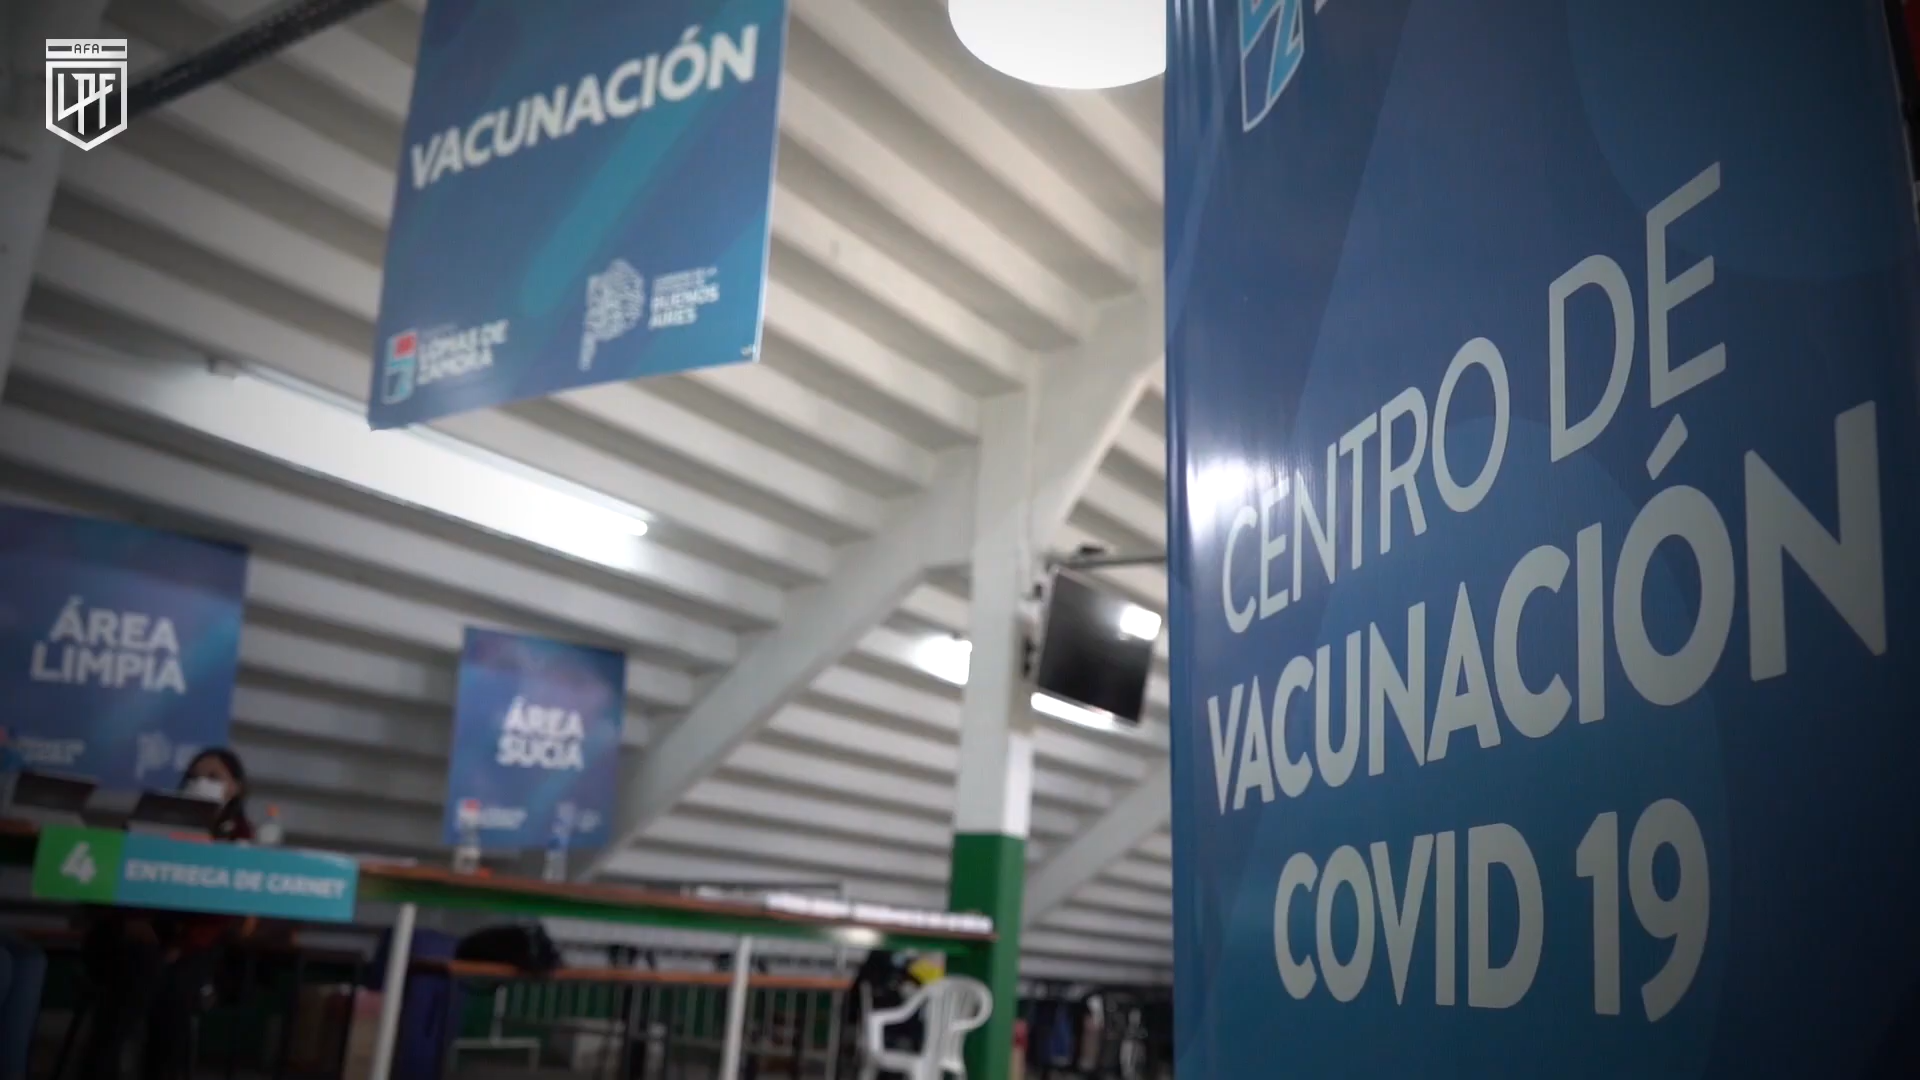 AFA
LPF
VACUNACIÓN
LOMAS DE
ZAMORA
BUENOS
AIRES
ÁREA
LIMPIA
ÁREA
SUCIA
4 ENTREGA DE CARNET
CENTRO DE
VACUNACIÓN
COVID 19